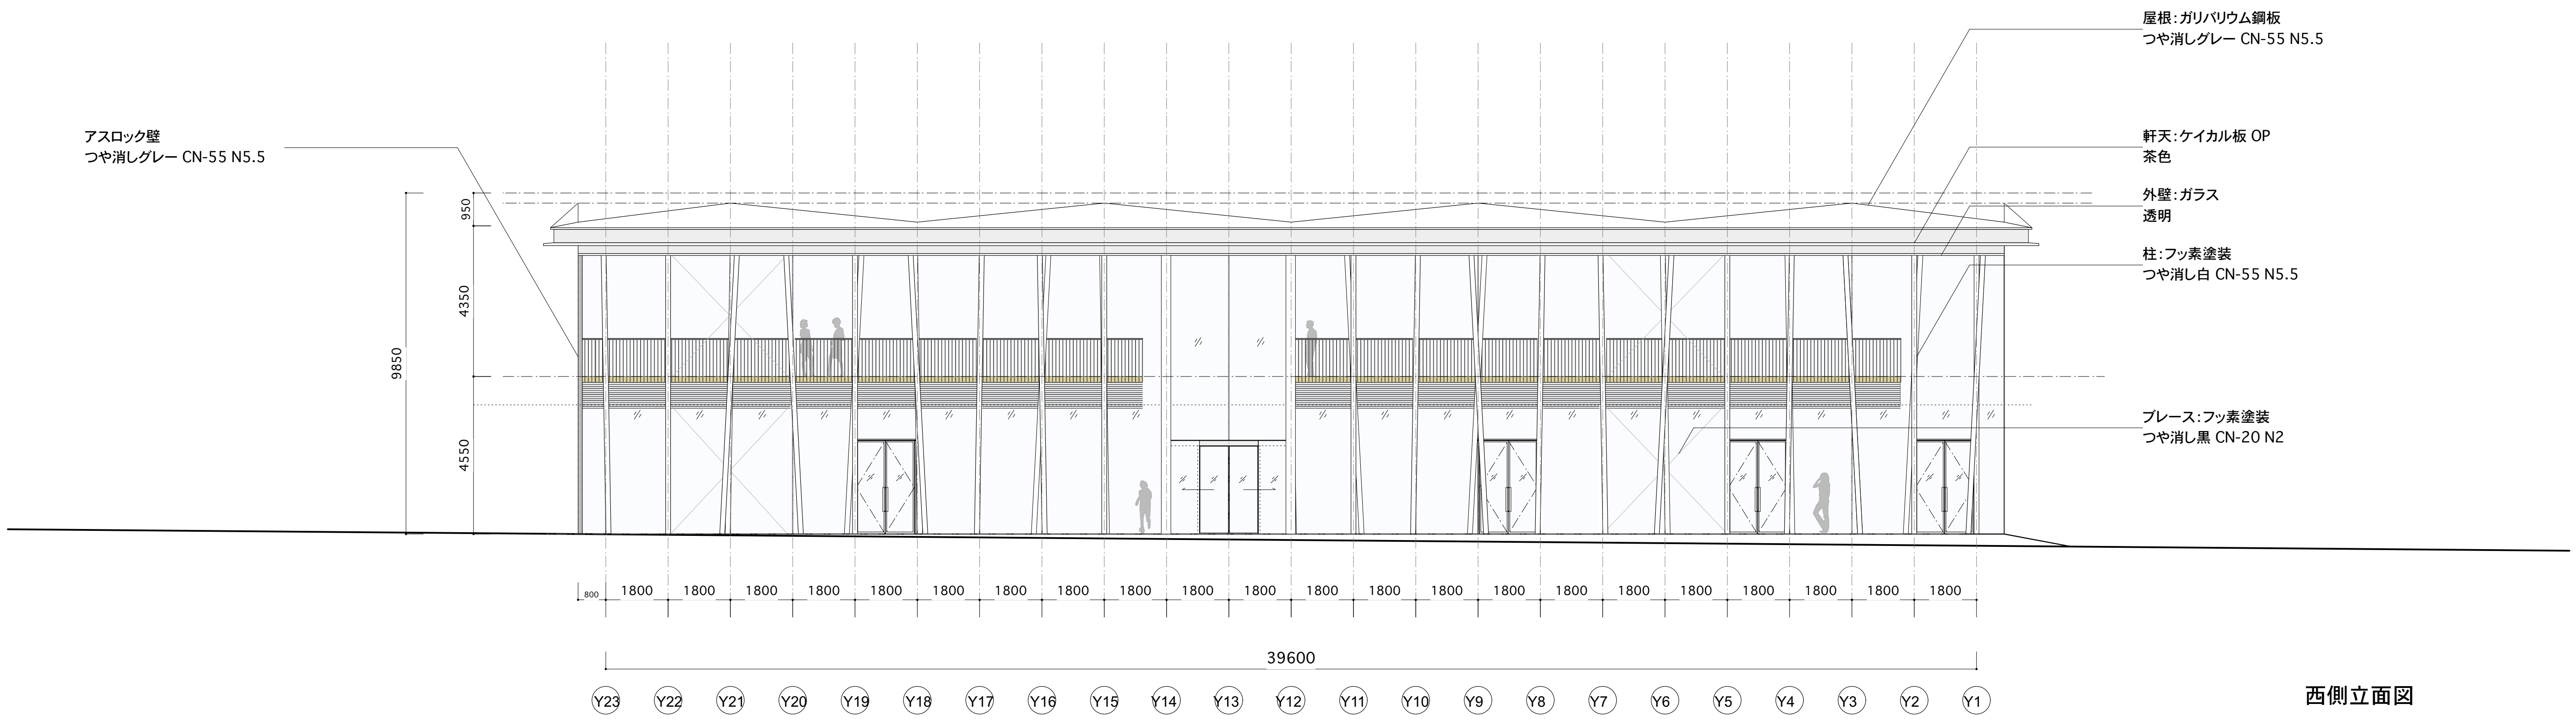 屋根：ガリバリウム鋼板
つや消しグレー CN-55 N5.5
アスロック壁
つや消しグレー CN-55 N5.5
軒天：ケイカル板 OP
茶色
外壁：ガラス
透明
柱：フッ素塗装
つや消し白 CN-55 N5.5
ブレース：フッ素塗装
つや消し黒 CN-20 N2
950
4350
9850
4550
800 1800 1800 1800 1800 1800 1800 1800 1800 1800 1800 1800 1800 1800 1800 1800 1800 1800 1800 1800 1800 1800 1800
39600
Y23 Y22 Y21 Y20 Y19 Y18 Y17 Y16 Y15 Y14 Y13 Y12 Y11 Y10 Y9 Y8 Y7 Y6 Y5 Y4 Y3 Y2 Y1
西側立面図